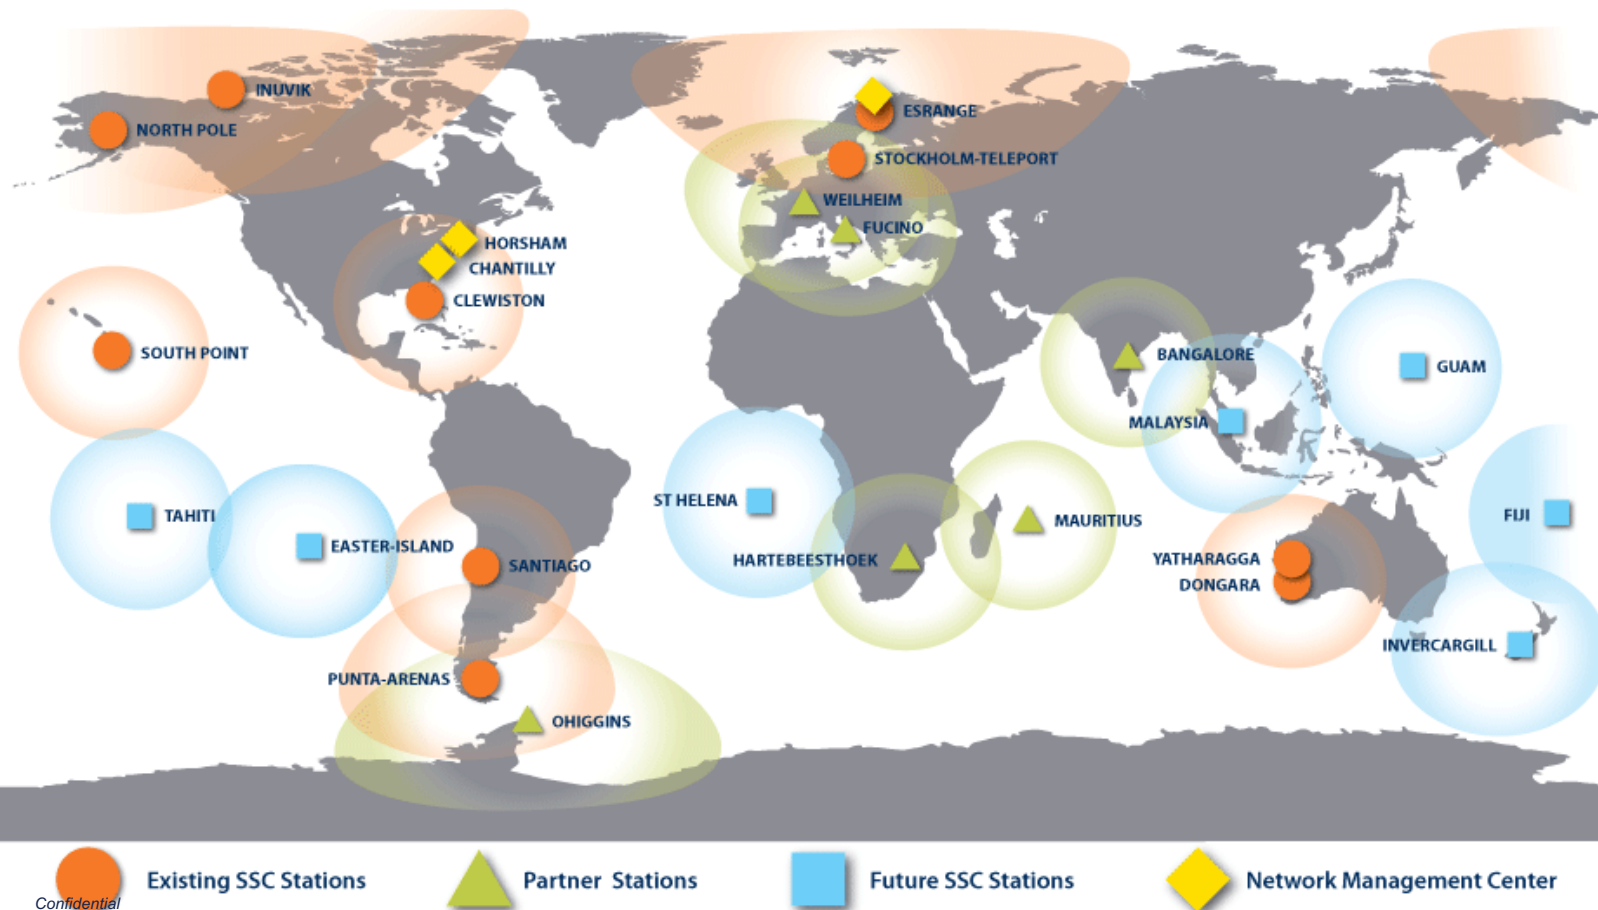 INUVIK
NORTH POLE
ESRANGE
STOCKHOLM-TELEPORT
WEILHEIM
FUCINO
HORSHAM
CHANTILLY
CLEWISTON
SOUTH POINT
BANGALORE
GUAM
MALAYSIA
TAHITI
EASTER-ISLAND
SANTIAGO
ST HELENA
HARTEBEESTHOEK
MAURITIUS
FIJI
YATHARAGGA
DONGARA
INVERCARGILL
PUNTA-ARENAS
OHIGGINS
Existing SSC Stations
Partner Stations
Future SSC Stations
Network Management Center
Confidential